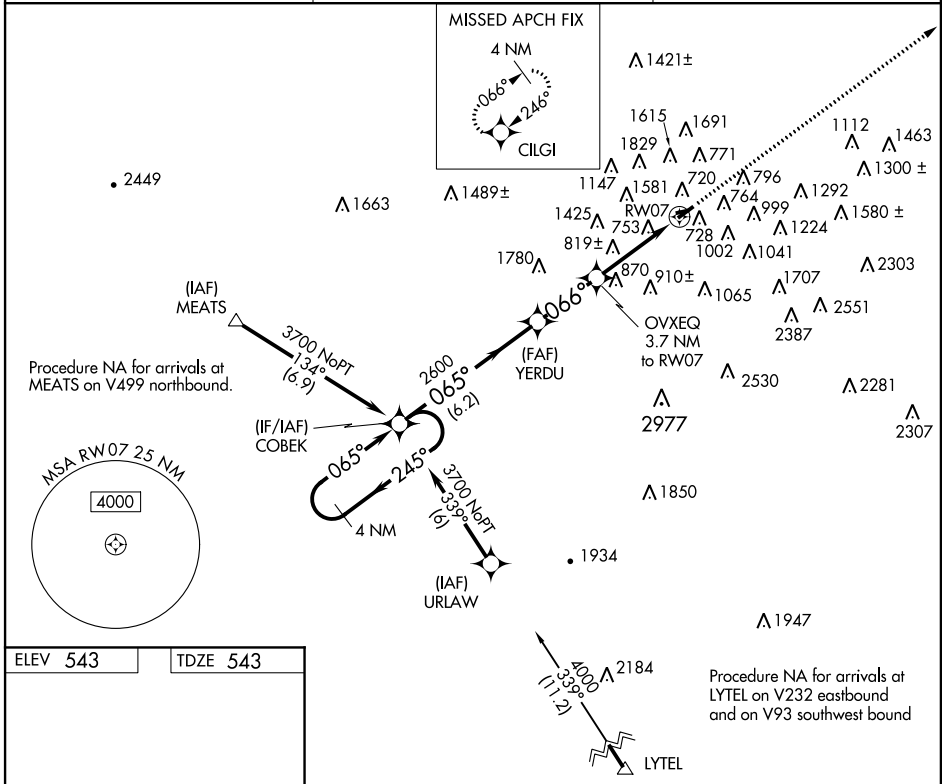 MISSED APCH FIX
4 NM
066°
246°
CILGI
1421±
1615
1691
1829
771
1112
1463
1300 ±
1147
1581
720
796
1292
2449
1663
1489±
1425
RW07
764
753
999
1580 ±
728
1224
819±
1002
1041
1780
870
910±
1065
1707
2303
2551
2387
066°
(IAF)
MEATS
3700 NoPT
134°
(6.9)
OVXEQ
3.7 NM
to RW07
(FAF)
YERDU
Procedure NA for arrivals at
MEATS on V499 northbound.
2600
065°
(6.2)
2530
2281
2977
2307
(IF/IAF)
COBEK
065°
245°
4 NM
3700 NoPT
339°
(6)
MSA RW07 25 NM
4000
1850
(IAF)
URLAW
1934
1947
ELEV 543
TDZE 543
4000
339°
(11.2)
2184
Procedure NA for arrivals at
LYTEL on V232 eastbound
and on V93 southwest bound
LYTEL